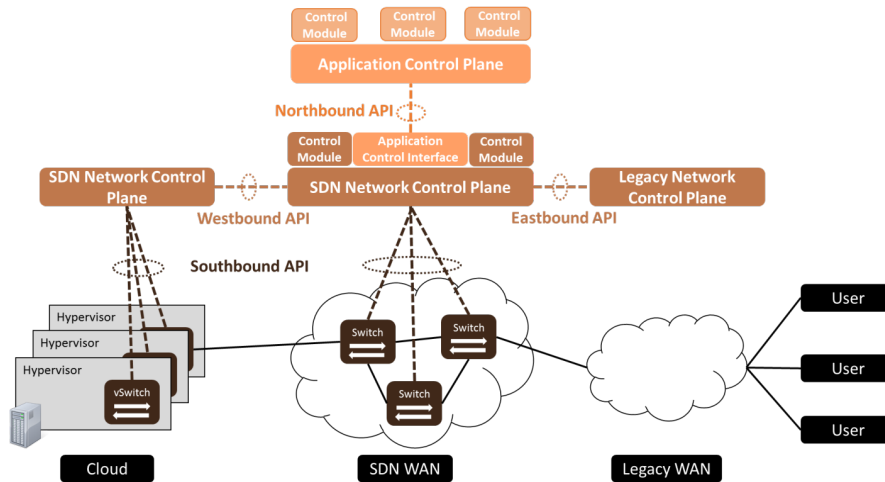 Control
Module
Control
Module
Control
Module
Application Control Plane
Northbound API
Control
Module
Application
Control Interface
Control
Module
SDN Network Control
Plane
SDN Network Control Plane
Legacy Network
Control Plane
Westbound API
Eastbound API
Southbound API
Hypervisor
Hypervisor
Hypervisor
vSwitch
Switch
Switch
Switch
User
User
User
Cloud
SDN WAN
Legacy WAN